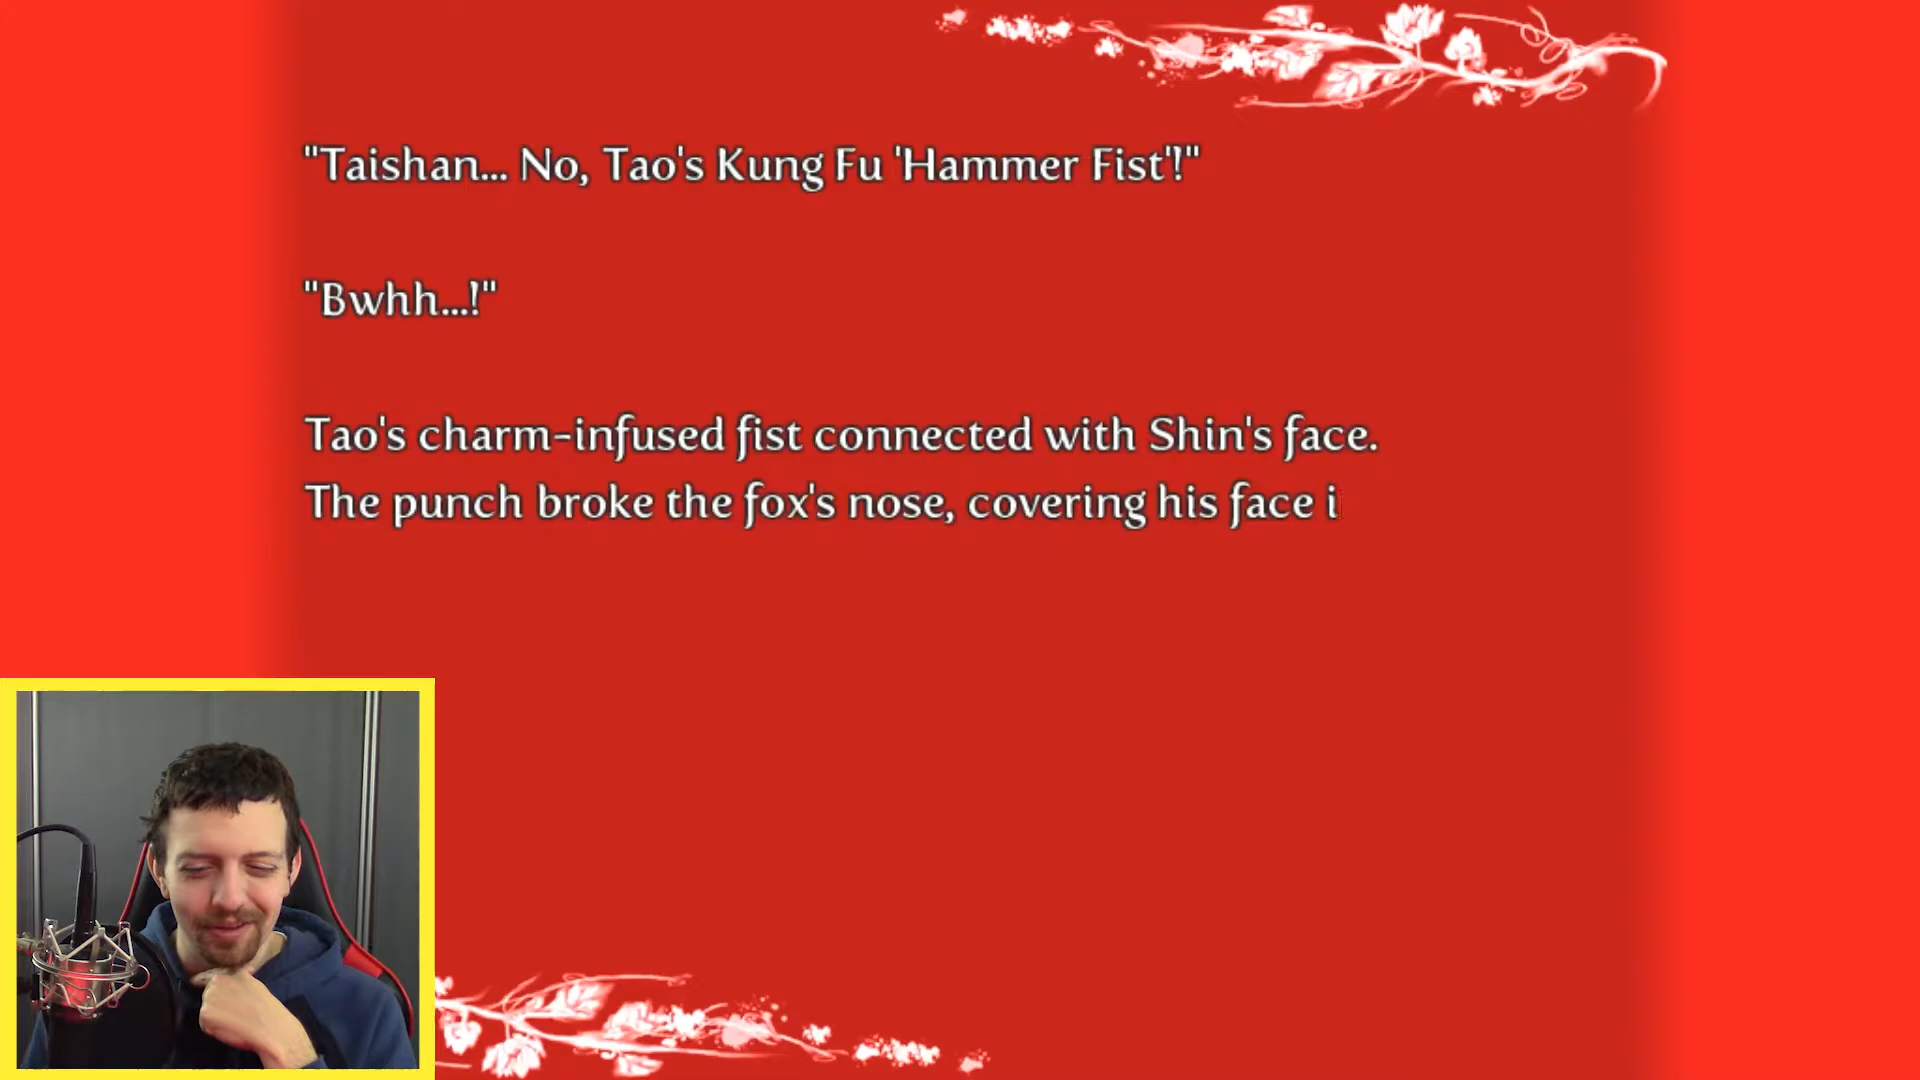 "Taishan... No, Tao's Kung Fu 'Hammer Fist'!"
"Bwhh...!"
Tao's charm-infused fist connected with Shin's face.
The punch broke the fox's nose, covering his face i